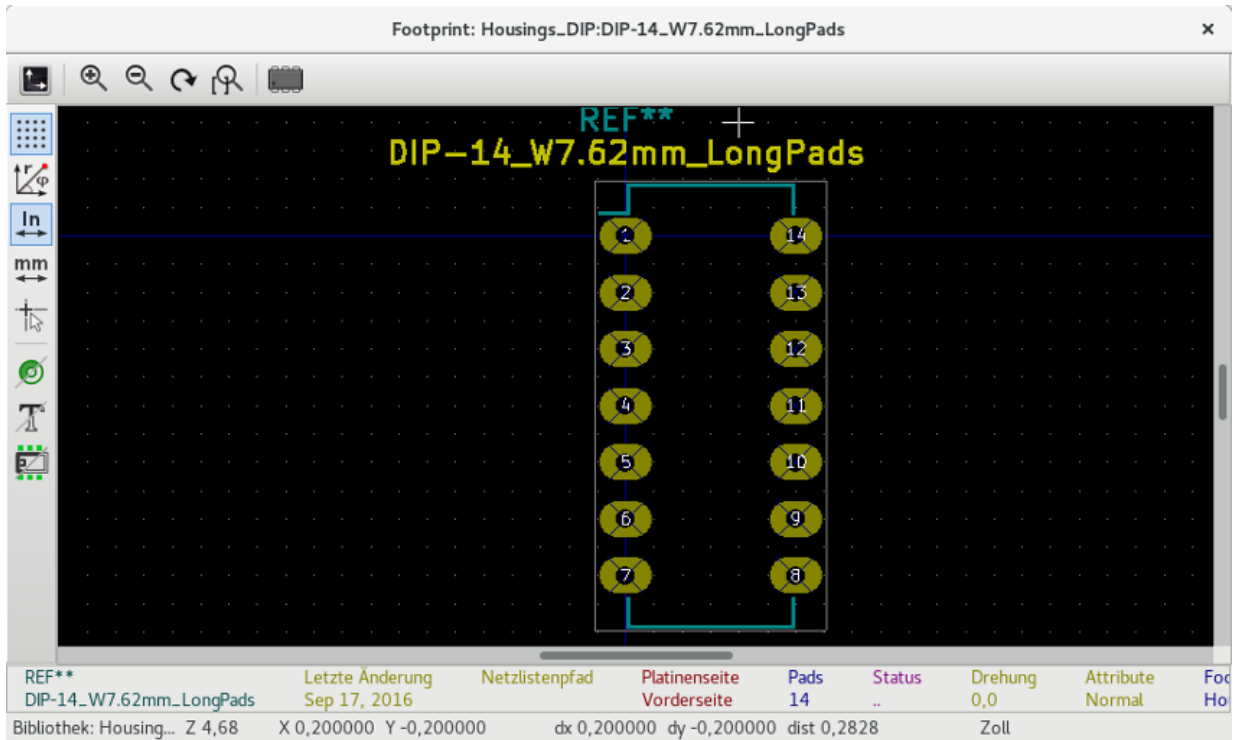 Footprint: Housings_DIP:DIP-14_W7.62mm_LongPads
r
φ
In
mm
REF**
DIP-14_W7.62mm_LongPads
1 14
2 13
3 12
4 11
5 10
6 9
7 8
REF** Letzte Änderung Netzlistenpfad Platinenseite Pads Status Drehung Attribute Foo
DIP-14_W7.62mm_LongPads Sep 17, 2016 Vorderseite 14 .. 0,0 Normal Hou
Bibliothek: Housing... Z 4,68 X 0,200000 Y -0,200000 dx 0,200000 dy -0,200000 dist 0,2828 Zoll